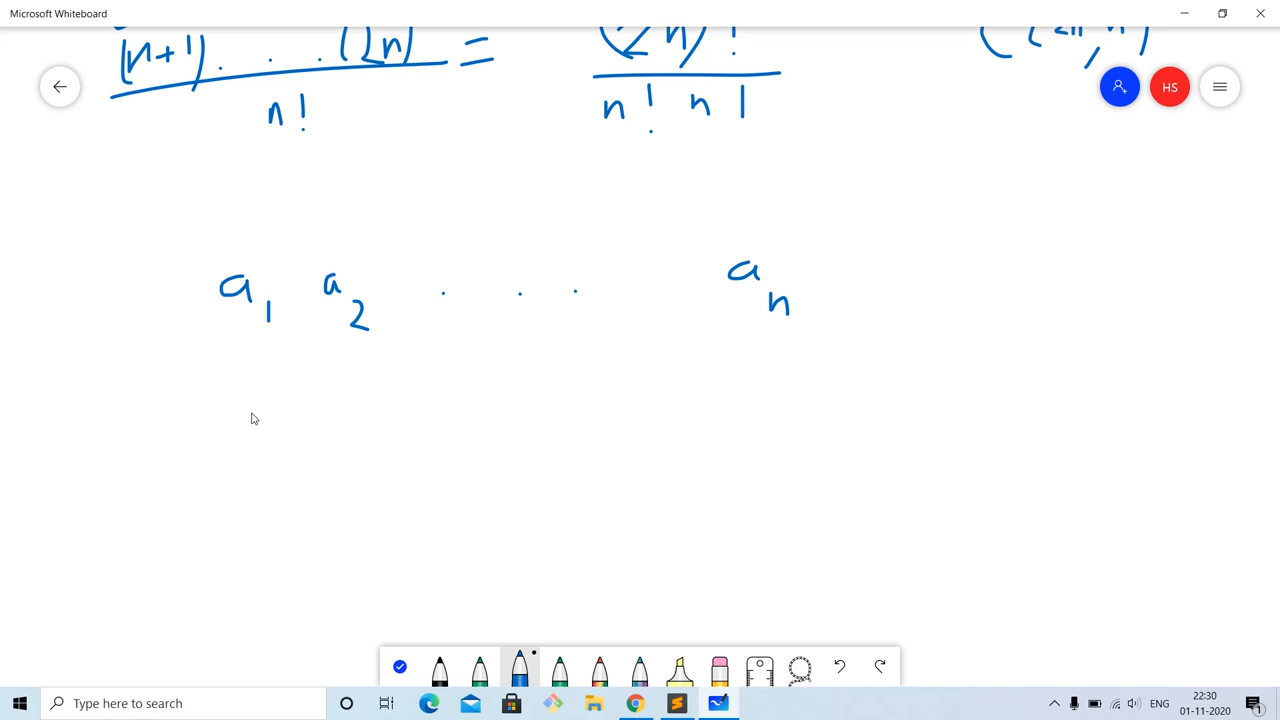 Microsoft Whiteboard
(n+1) . . . (2n) = (2n)!
n! n! n!
HS
a1 a2 . . . an
Type here to search
ENG
22:30
01-11-2020
1